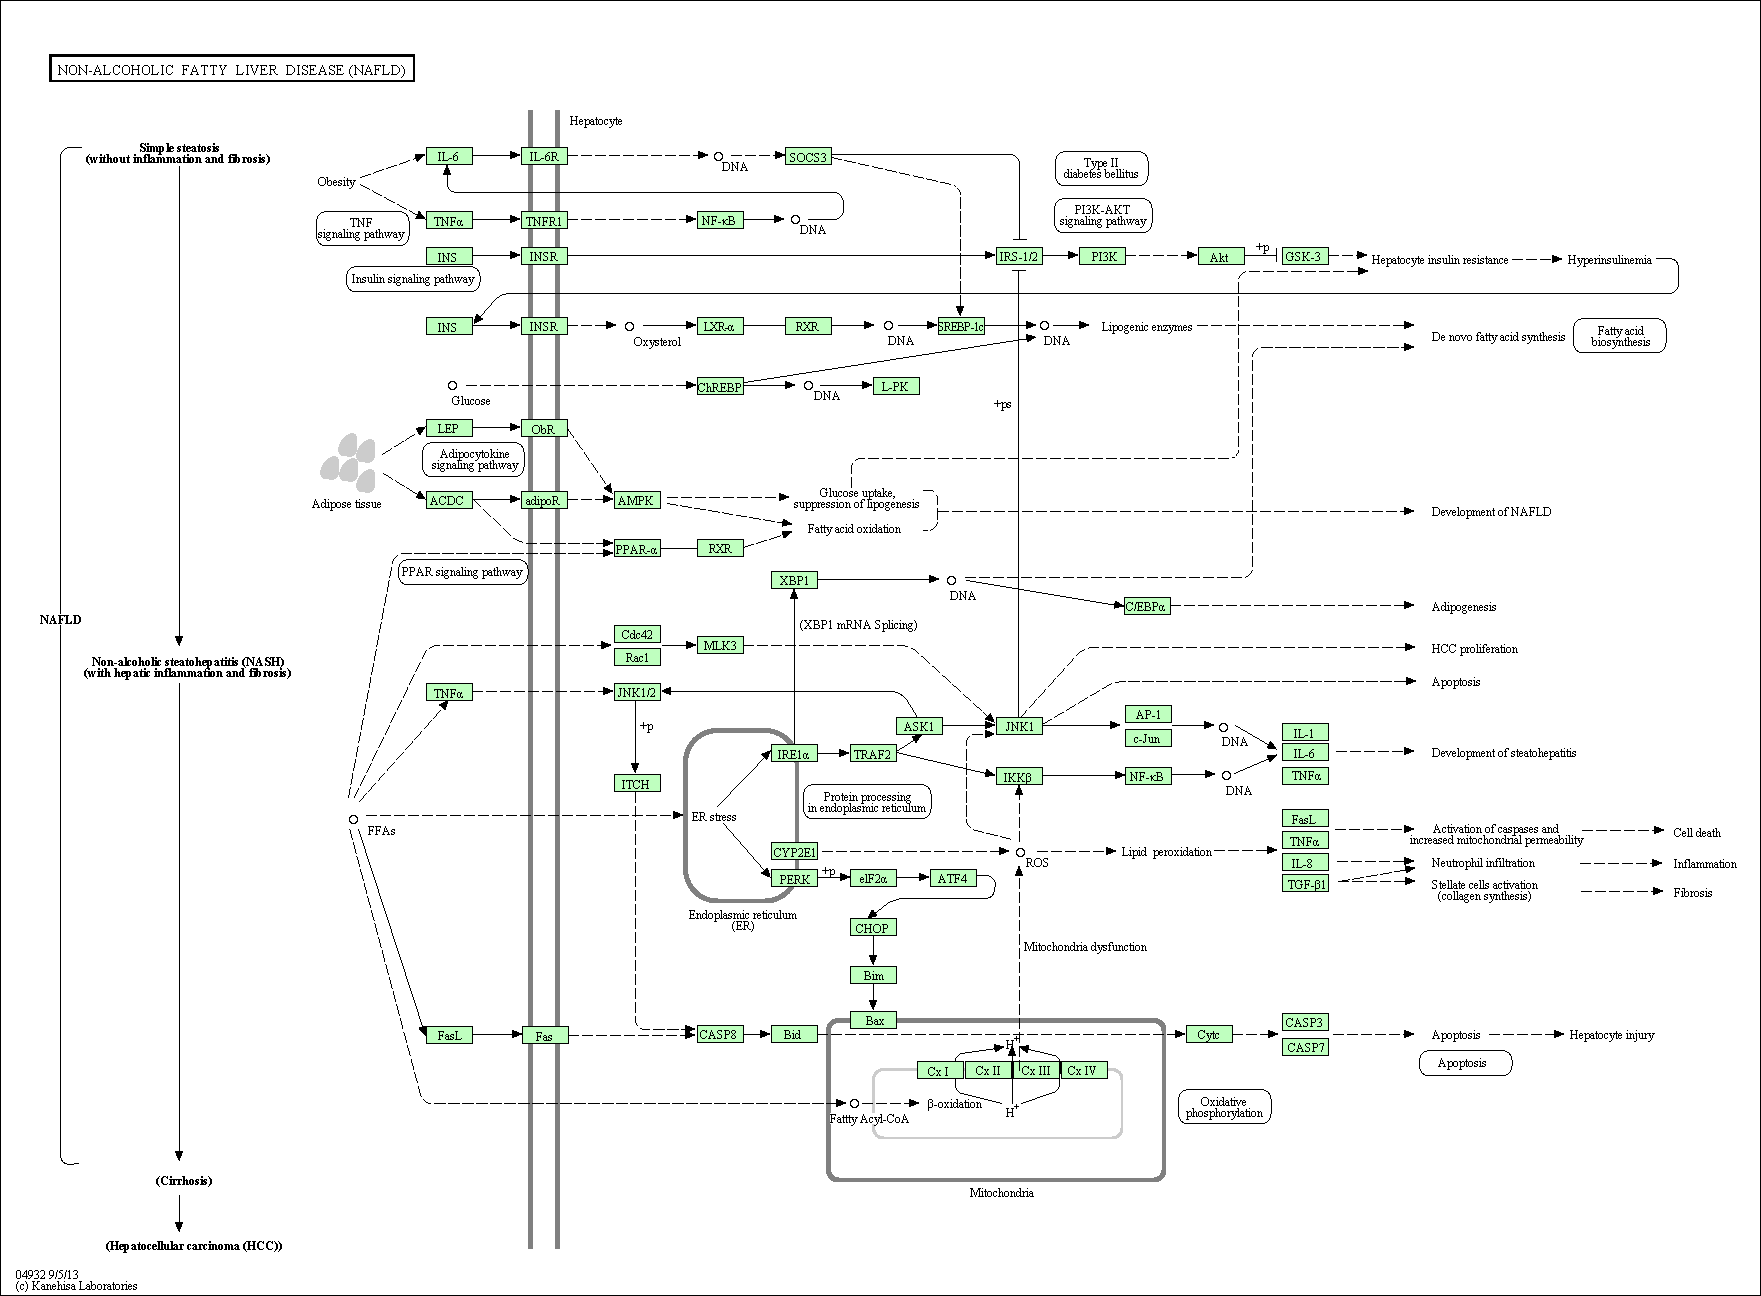 NON-ALCOHOLIC FATTY LIVER DISEASE (NAFLD)
Hepatocyte
Simple steatosis
(without inflammation and fibrosis)
Obesity
IL-6
IL-6R
DNA
SOCS3
Type II
diabetes bellitus
TNF
signaling pathway
TNFα
TNFR1
NF-κB
DNA
PI3K-AKT
signaling pathway
INS
INSR
IRS-1/2
PI3K
Akt
+p
GSK-3
Hepatocyte insulin resistance
Hyperinsulinemia
Insulin signaling pathway
INS
INSR
Oxysterol
LXR-α
RXR
DNA
SREBP-1c
DNA
Lipogenic enzymes
De novo fatty acid synthesis
Fatty acid
biosynthesis
Glucose
ChREBP
DNA
L-PK
+ps
LEP
ObR
Adipocytokine
signaling pathway
Adipose tissue
ACDC
adipoR
AMPK
Glucose uptake,
suppression of lipogenesis
Fatty acid oxidation
Development of NAFLD
PPAR-α
RXR
PPAR signaling pathway
XBP1
DNA
C/EBPα
Adipogenesis
(XBP1 mRNA Splicing)
NAFLD
Non-alcoholic steatohepatitis (NASH)
(with hepatic inflammation and fibrosis)
Cdc42
Rac1
MLK3
HCC proliferation
Apoptosis
TNFα
JNK1/2
+p
ITCH
ASK1
JNK1
AP-1
c-Jun
DNA
IL-1
IL-6
TNFα
Development of steatohepatitis
IRE1α
TRAF2
IKKβ
NF-κB
DNA
Protein processing
in endoplasmic reticulum
ER stress
FFAs
CYP2E1
ROS
Lipid peroxidation
FasL
TNFα
IL-8
TGF-β1
Activation of caspases and
increased mitochondrial permeability
Cell death
Neutrophil infiltration
Inflammation
Stellate cells activation
(collagen synthesis)
Fibrosis
PERK
+p
eIF2α
ATF4
Endoplasmic reticulum
(ER)
CHOP
Mitochondria dysfunction
Bim
Bax
FasL
Fas
CASP8
Bid
Cytc
CASP3
CASP7
Apoptosis
Hepatocyte injury
Apoptosis
H+
Cx I
Cx II
Cx III
Cx IV
β-oxidation
H+
Fattty Acyl-CoA
Oxidative
phosphorylation
Mitochondria
(Cirrhosis)
(Hepatocellular carcinoma (HCC))
04932 9/5/13
(c) Kanehisa Laboratories